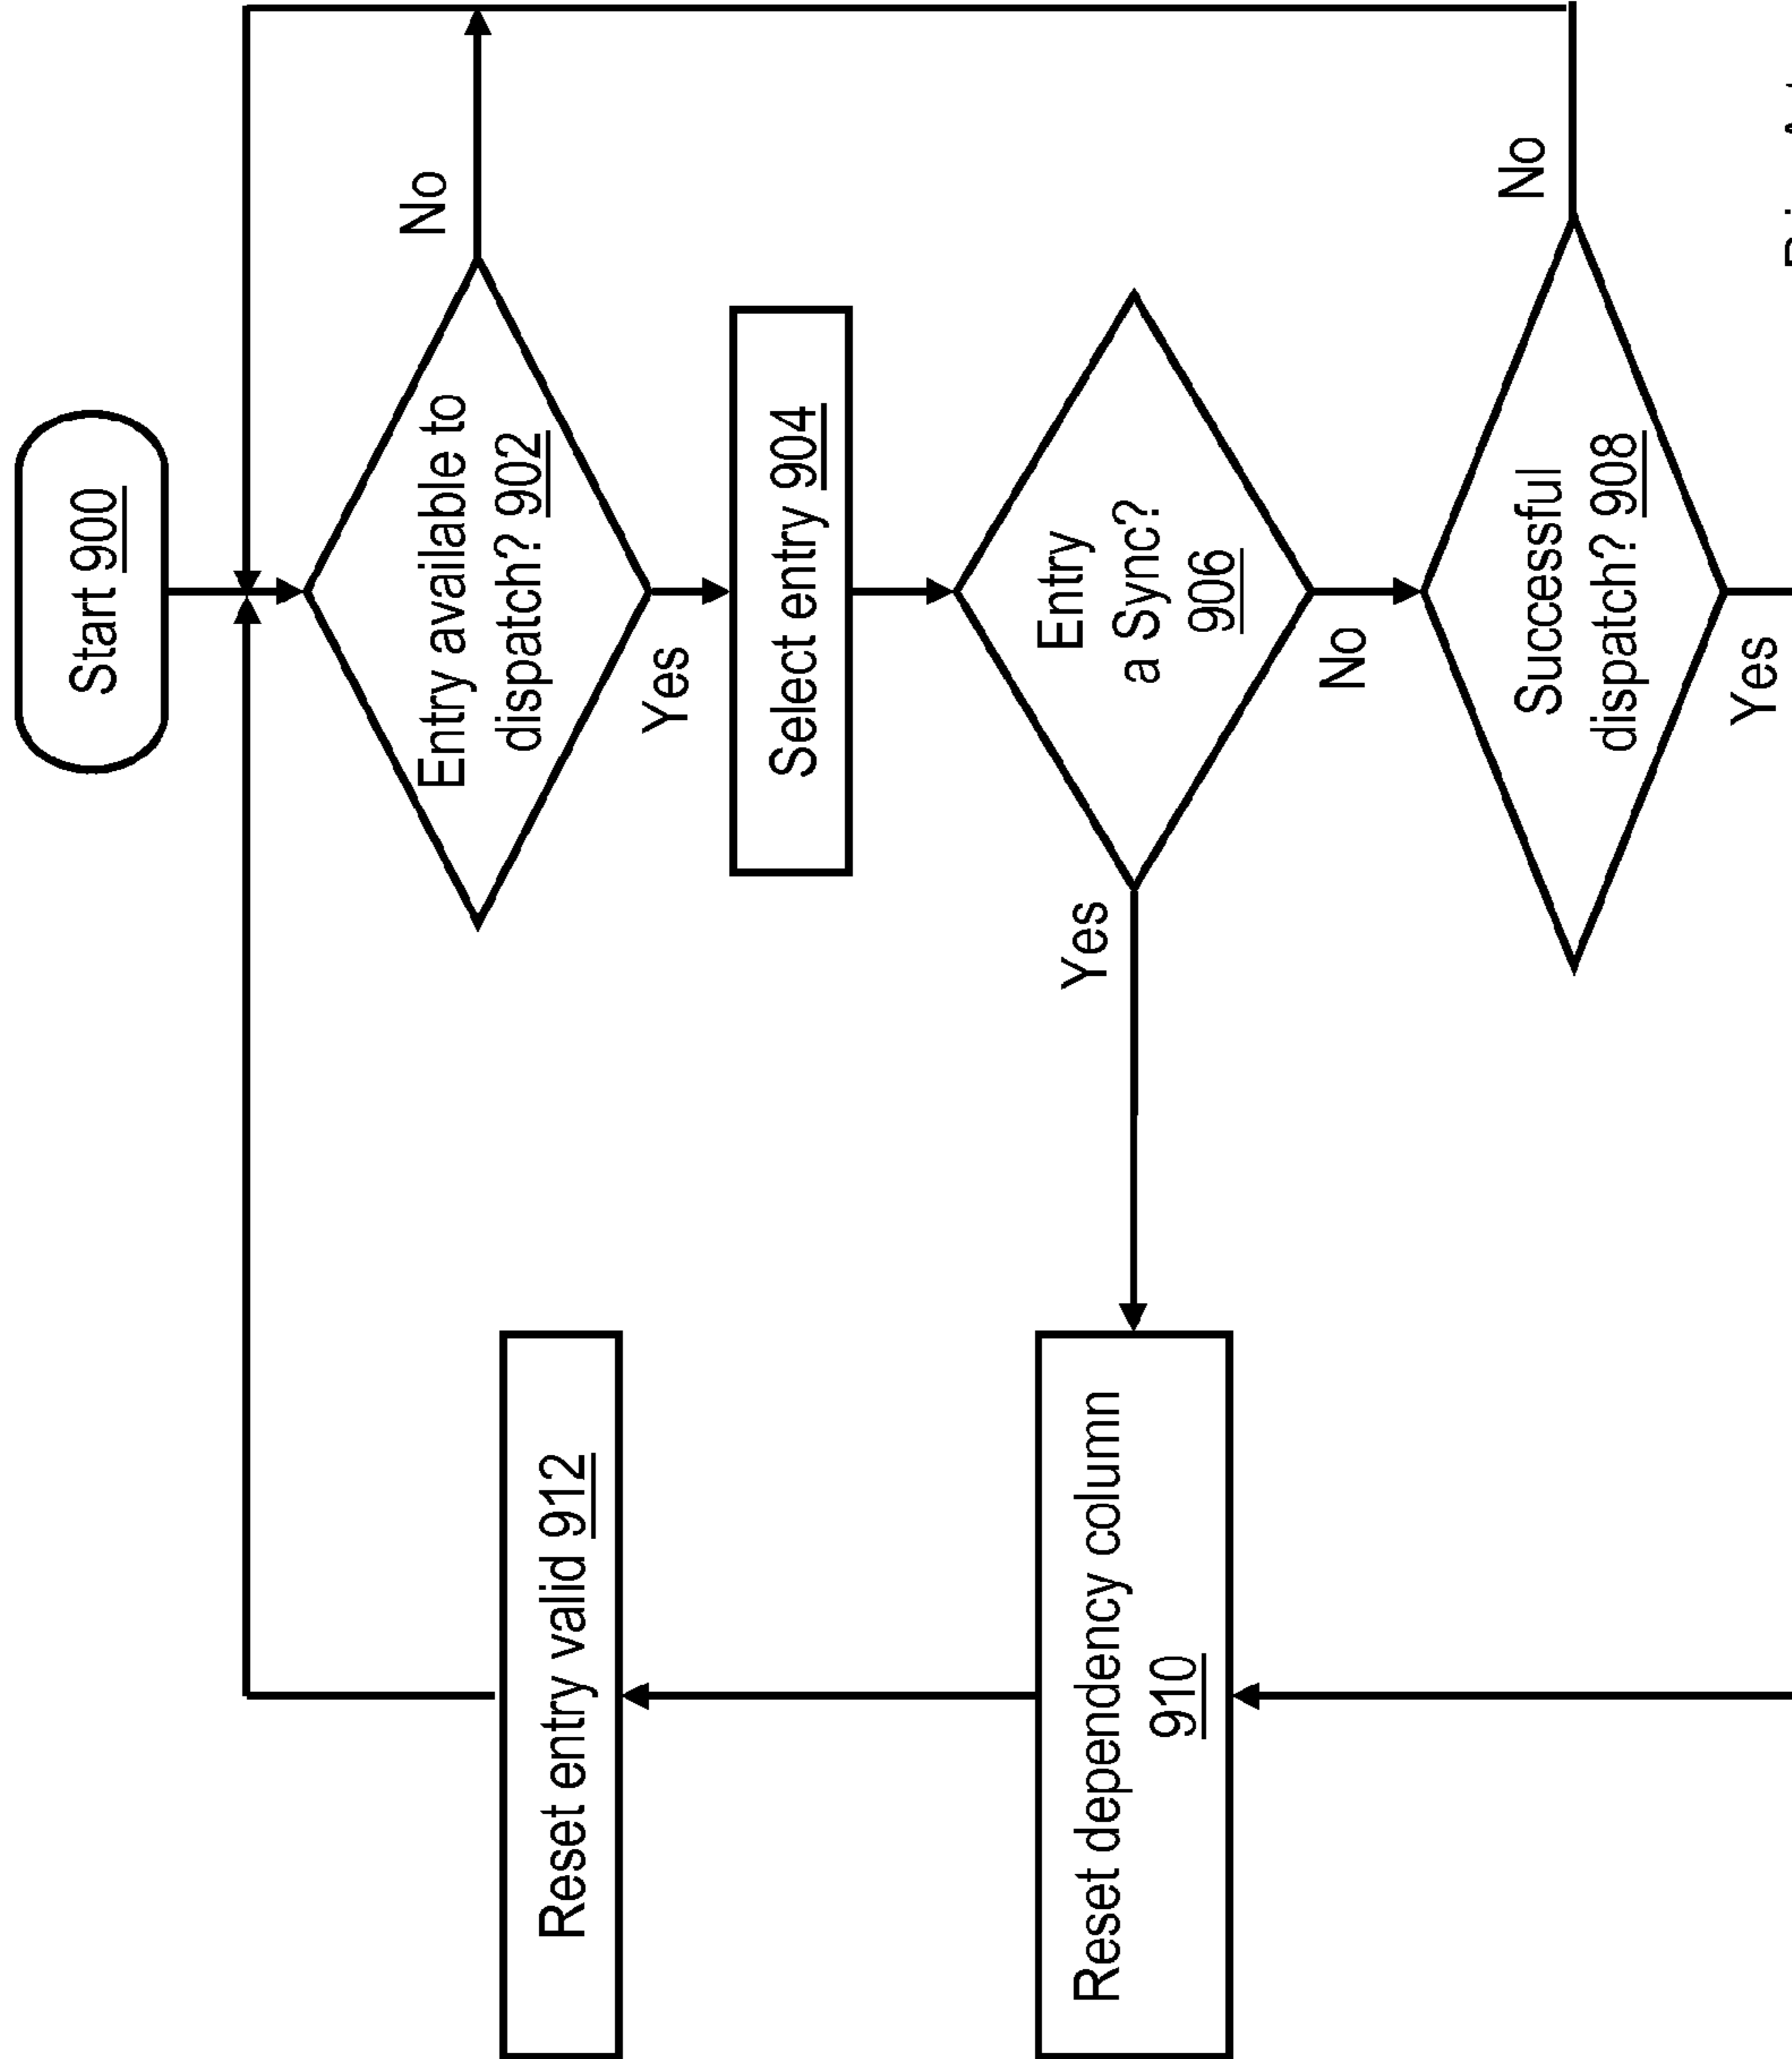 Start 900
Entry available to
dispatch? 902
No
Yes
Select entry 904
Entry
a Sync?
906
Yes
No
Successful
dispatch? 908
No
Yes
Reset dependency column
910
Reset entry valid 912